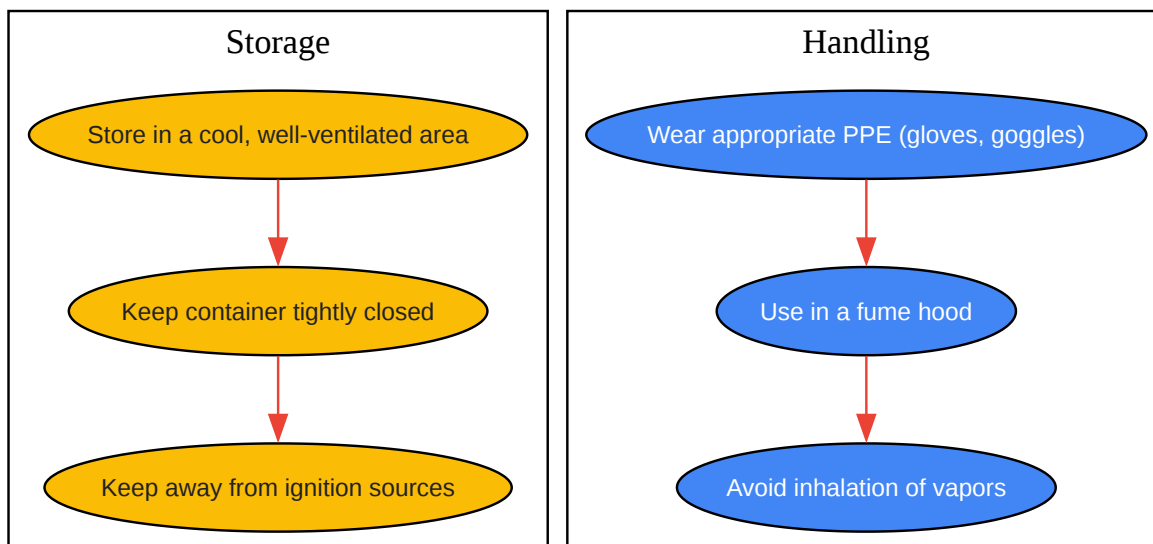 Storage
Store in a cool, well-ventilated area
Keep container tightly closed
Keep away from ignition sources
Handling
Wear appropriate PPE (gloves, goggles)
Use in a fume hood
Avoid inhalation of vapors